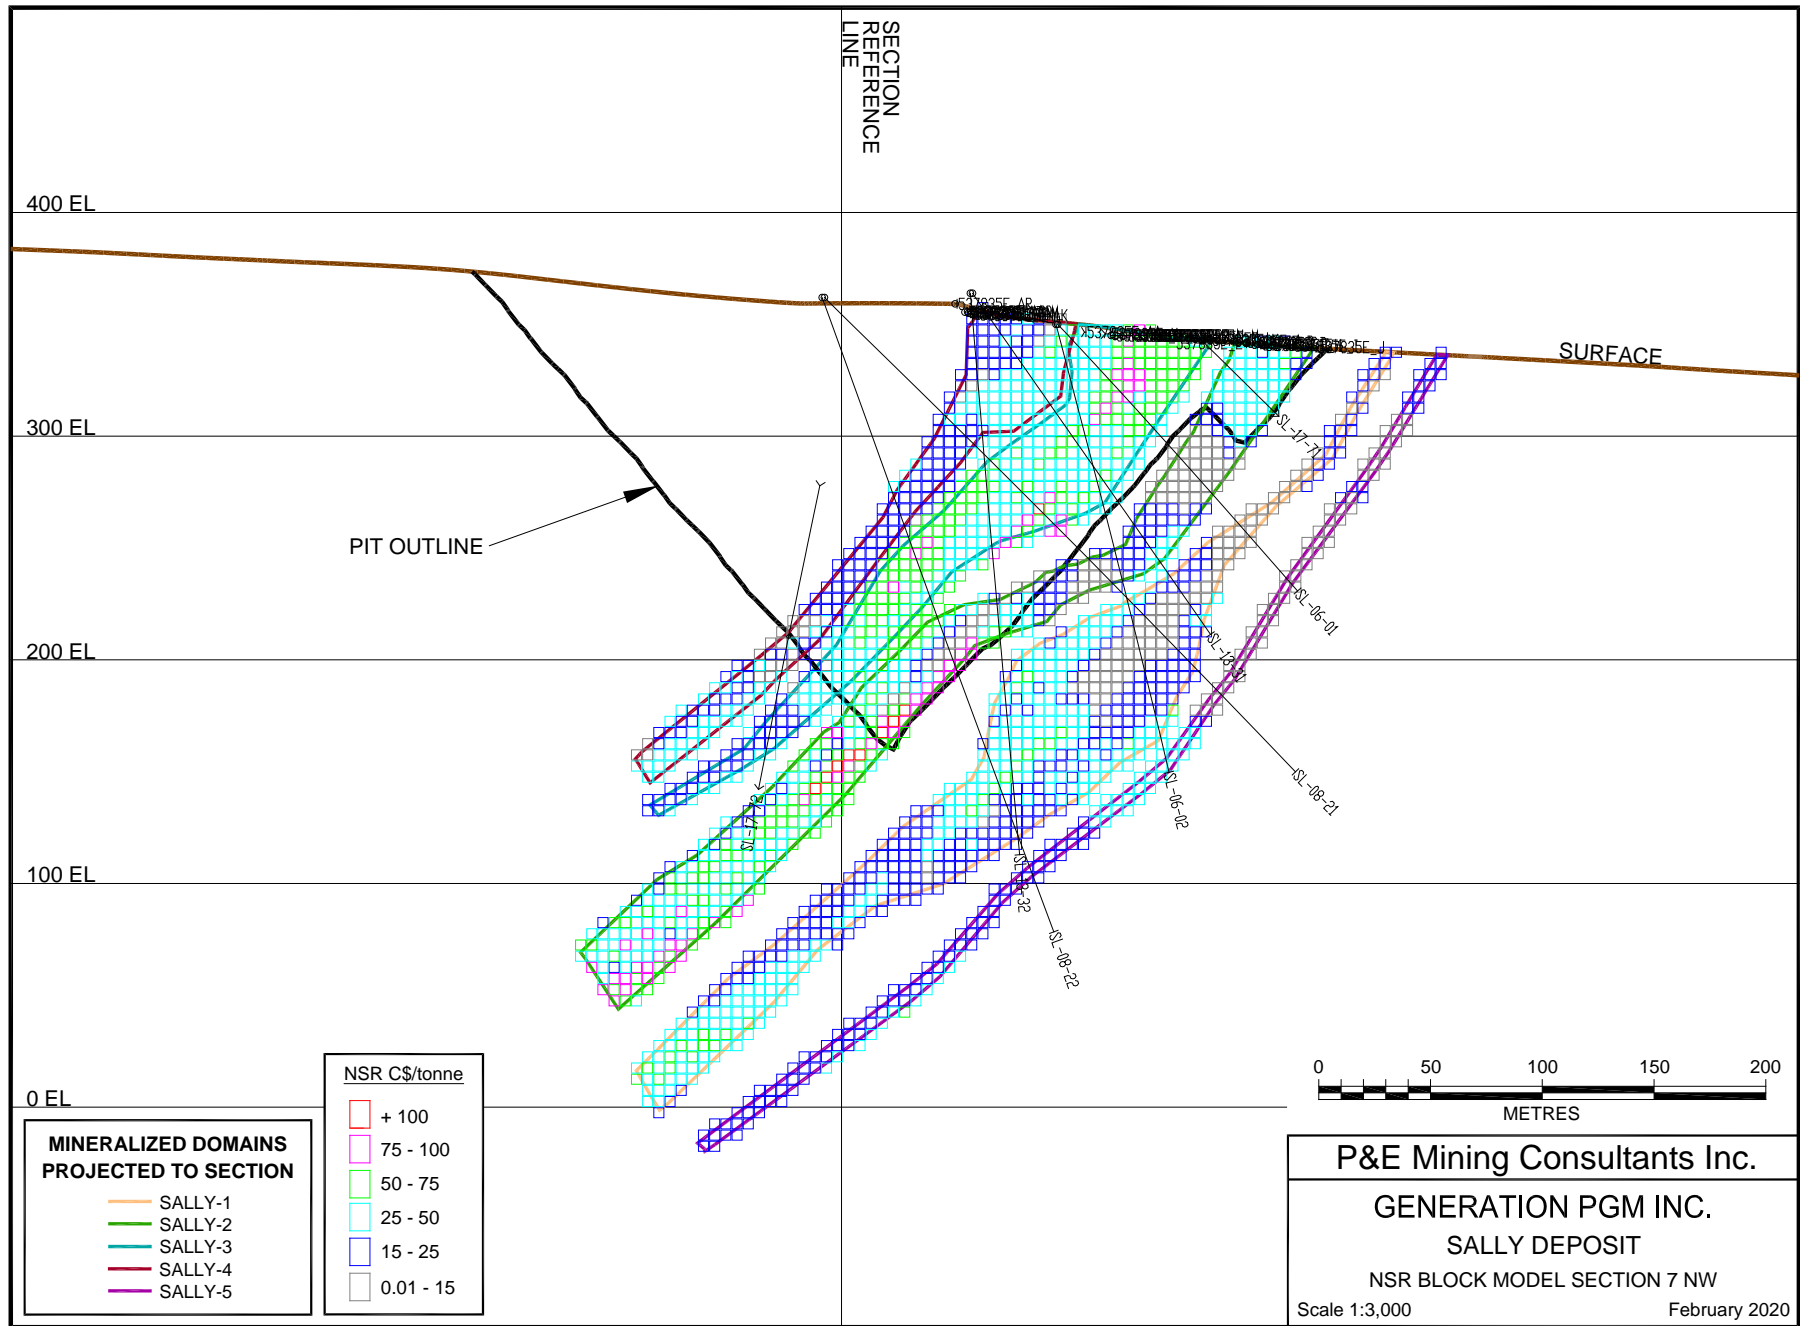 SECTION
REFERENCE
LINE
400 EL
300 EL
200 EL
100 EL
0 EL
SURFACE
PIT OUTLINE
SL-17-71
SL-06-01
SL-13-31
SL-08-21
SL-06-02
SL-17-72
SL-08-22
NSR C$/tonne
+ 100
75 - 100
50 - 75
25 - 50
15 - 25
0.01 - 15
MINERALIZED DOMAINS
PROJECTED TO SECTION
SALLY-1
SALLY-2
SALLY-3
SALLY-4
SALLY-5
0 50 100 150 200
METRES
P&E Mining Consultants Inc.
GENERATION PGM INC.
SALLY DEPOSIT
NSR BLOCK MODEL SECTION 7 NW
Scale 1:3,000 February 2020